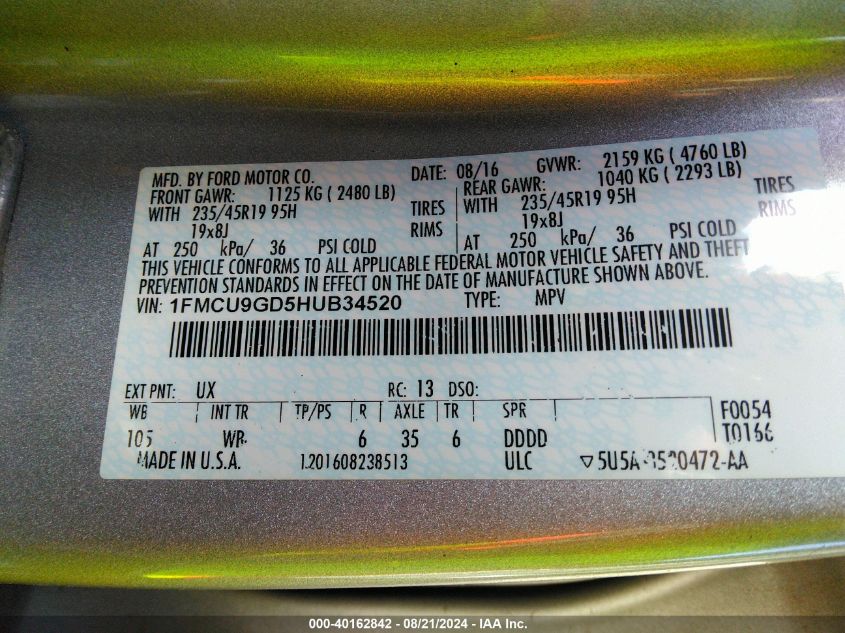 MFD. BY FORD MOTOR CO. DATE: 08/16 GVWR: 2159 KG ( 4760 LB)
FRONT GAWR: 1125 KG ( 2480 LB) REAR GAWR: 1040 KG ( 2293 LB)
WITH 235/45R19 95H TIRES WITH 235/45R19 95H TIRES
19x8J RIMS 19x8J RIMS
AT 250 kPa/ 36 PSI COLD AT 250 kPa/ 36 PSI COLD
THIS VEHICLE CONFORMS TO ALL APPLICABLE FEDERAL MOTOR VEHICLE SAFETY AND THEFT
PREVENTION STANDARDS IN EFFECT ON THE DATE OF MANUFACTURE SHOWN ABOVE.
VIN: 1FMCU9GD5HUB34520 TYPE: MPV
EXT PNT: UX RC: 13 DSO:
WB INT TR TP/PS R AXLE TR SPR F0054
105 WR 6 35 6 DDDD T0166
MADE IN U.S.A. 1201608238513 ULC
000-40162842 - 08/21/2024 - IAA Inc.